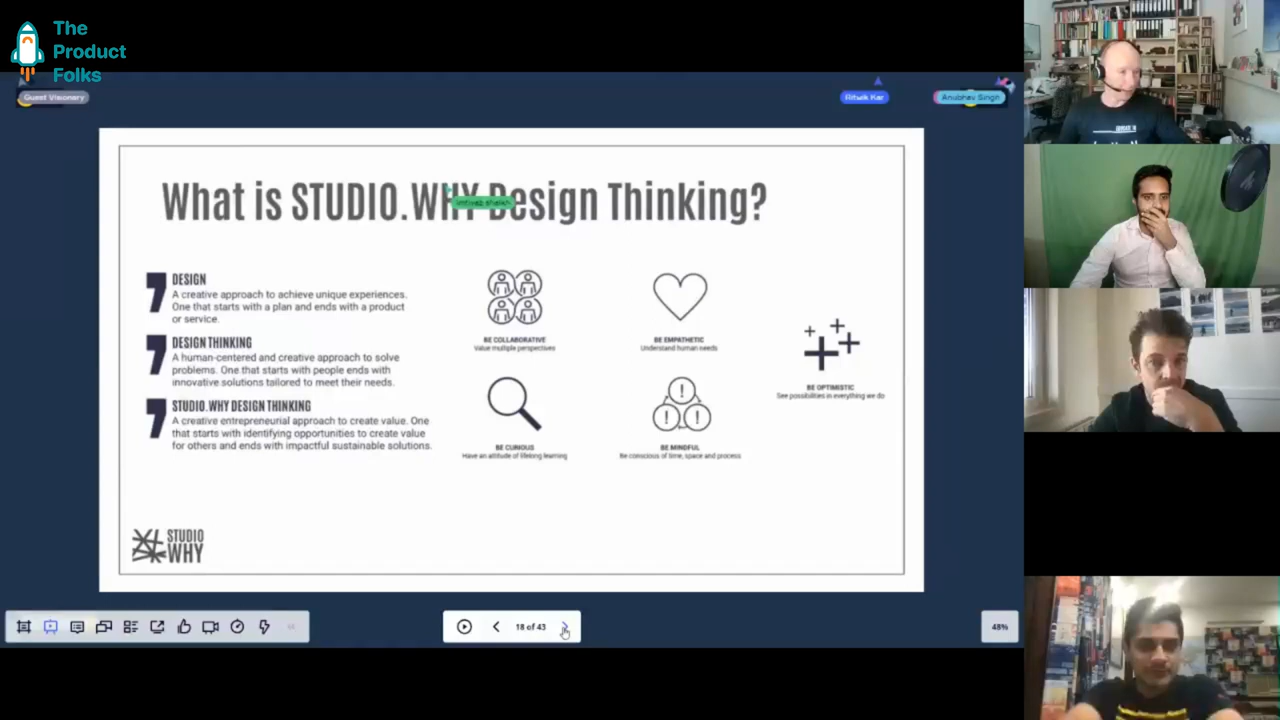 The
Product
Folks
Guest Visionary
Ritwik Kar
Anubhav Singh
What is STUDIO.WHY Design Thinking?
imtiyaz shaikh
DESIGN
A creative approach to achieve unique experiences.
One that starts with a plan and ends with a product
or service.
DESIGN THINKING
A human-centered and creative approach to solve
problems. One that starts with people ends with
innovative solutions tailored to meet their needs.
STUDIO.WHY DESIGN THINKING
A creative entrepreneurial approach to create value. One
that starts with identifying opportunities to create value
for others and ends with impactful sustainable solutions.
BE COLLABORATIVE
Value multiple perspectives
BE EMPATHETIC
Understand human needs
BE OPTIMISTIC
See possibilities in everything we do
BE CURIOUS
Have an attitude of lifelong learning
BE MINDFUL
Be conscious of time, space and process
STUDIO
WHY
18 of 43
48%